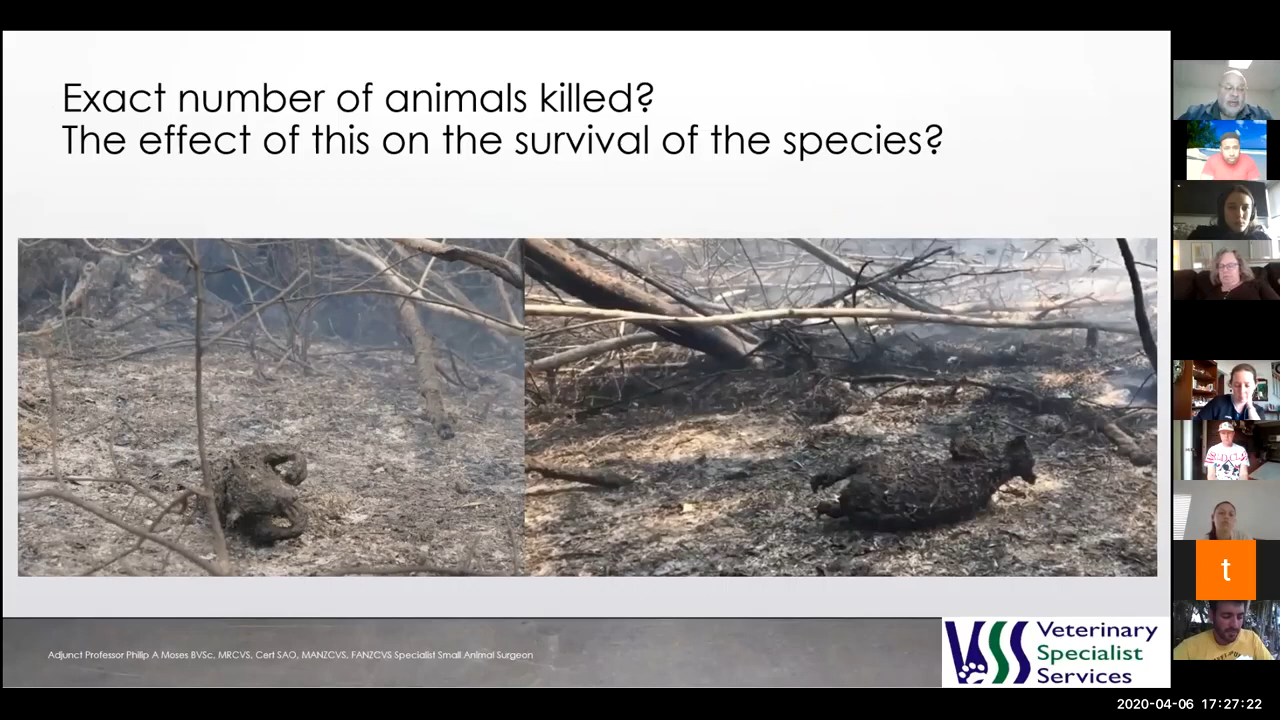 Exact number of animals killed?
The effect of this on the survival of the species?
Adjunct Professor Philip A Moses BVSc, MRCVS, Cert SAO, MANZCVS, FANZCVS Specialist Small Animal Surgeon
VSS
Veterinary
Specialist
Services
t
2020-04-06 17:27:22